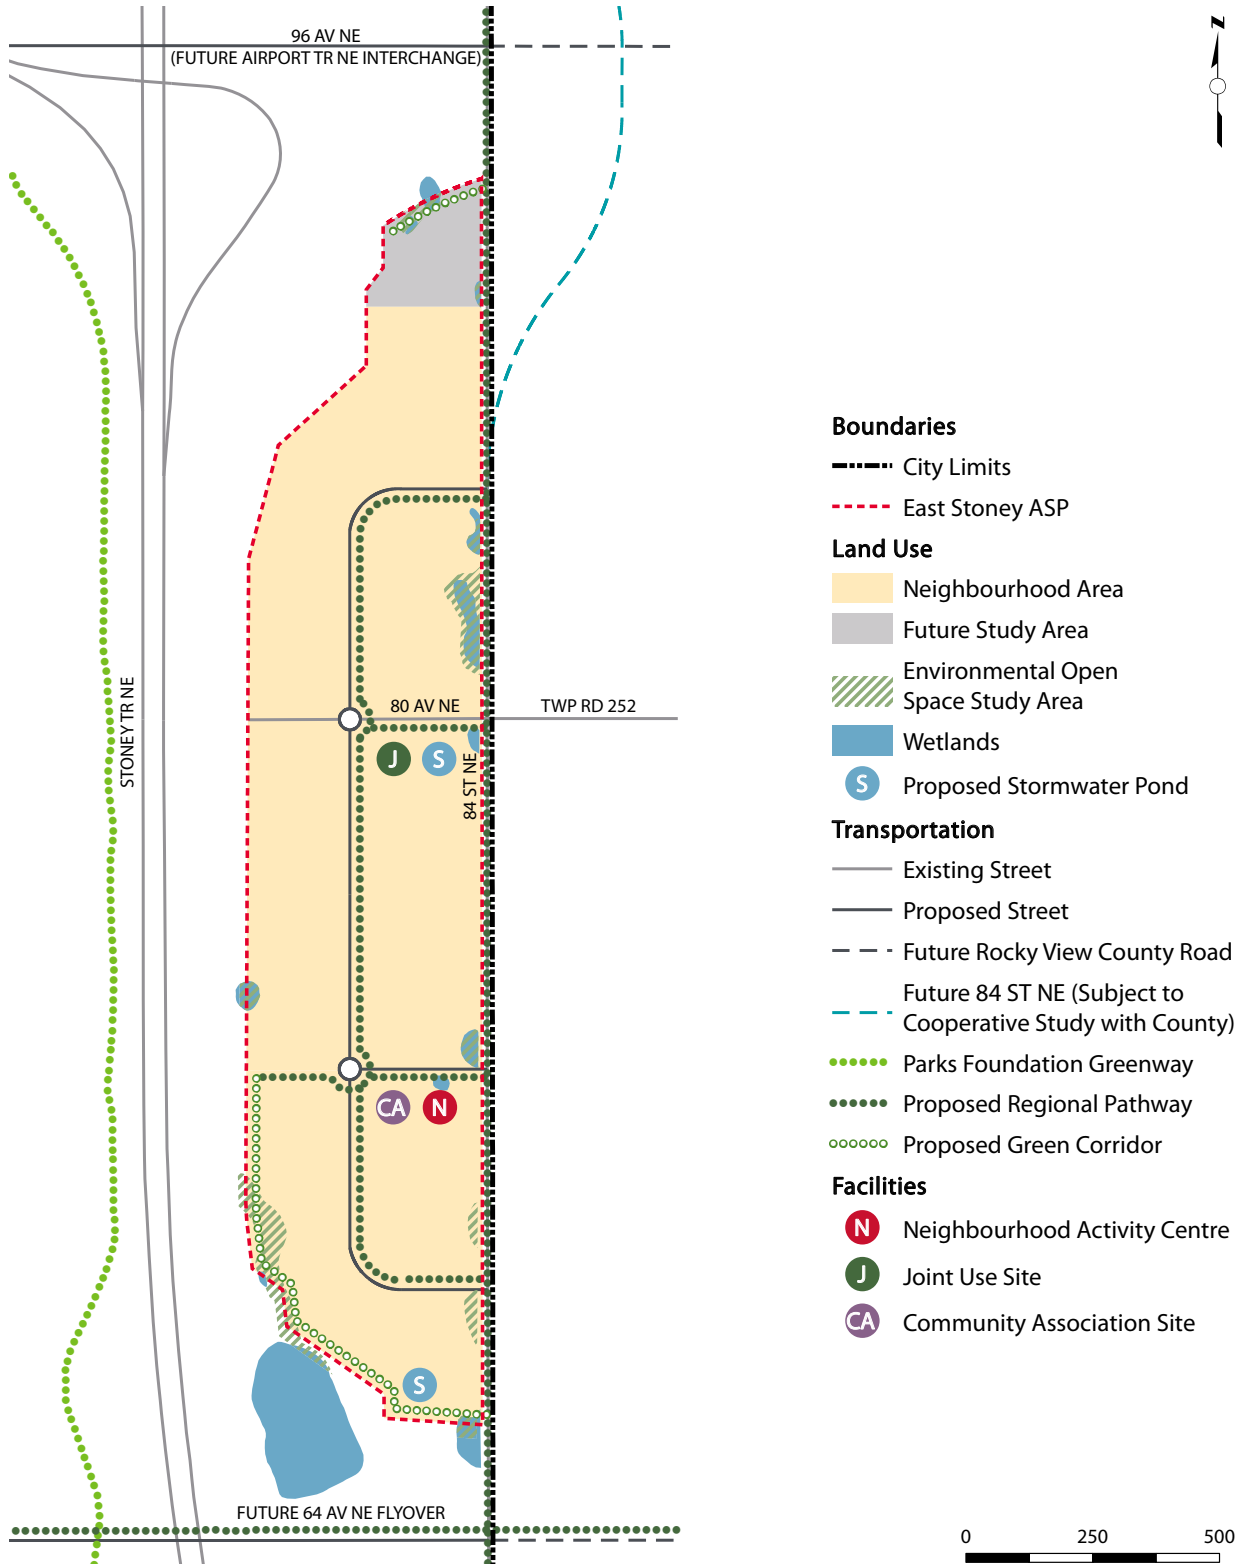 96 AV NE
(FUTURE AIRPORT TR NE INTERCHANGE)
N
STONEY TR NE
80 AV NE
TWP RD 252
J
S
84 ST NE
CA
N
S
FUTURE 64 AV NE FLYOVER
Boundaries
City Limits
East Stoney ASP
Land Use
Neighbourhood Area
Future Study Area
Environmental Open
Space Study Area
Wetlands
S
Proposed Stormwater Pond
Transportation
Existing Street
Proposed Street
Future Rocky View County Road
Future 84 ST NE (Subject to
Cooperative Study with County)
Parks Foundation Greenway
Proposed Regional Pathway
Proposed Green Corridor
Facilities
N
Neighbourhood Activity Centre
J
Joint Use Site
CA
Community Association Site
0 250 500